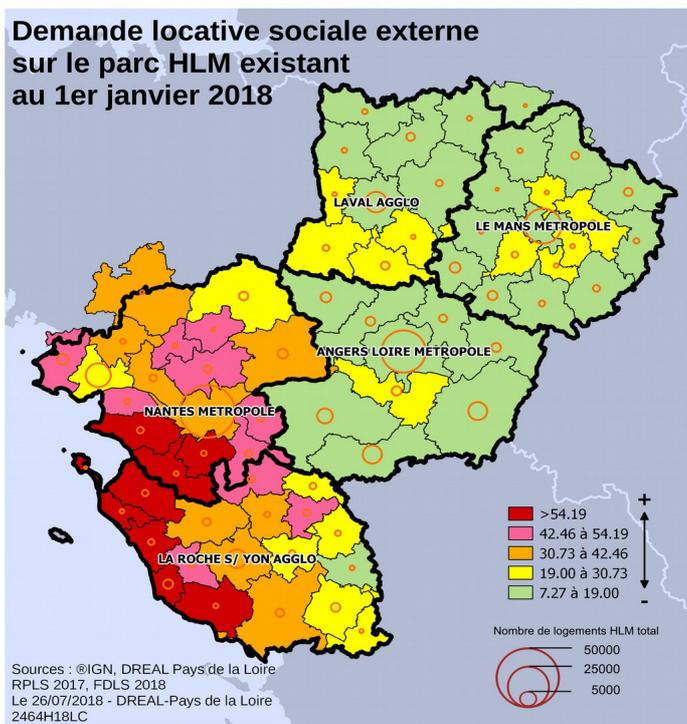 Demande locative sociale externe
sur le parc HLM existant
au 1er janvier 2018
LAVAL AGGLO
LE MANS METROPOLE
ANGERS LOIRE METROPOLE
NANTES METROPOLE
LA ROCHE S/ YON AGGLO
+
>54.19
42.46 à 54.19
30.73 à 42.46
19.00 à 30.73
7.27 à 19.00
-
Nombre de logements HLM total
50000
25000
5000
Sources : ®IGN, DREAL Pays de la Loire
RPLS 2017, FDLS 2018
Le 26/07/2018 - DREAL-Pays de la Loire
2464H18LC